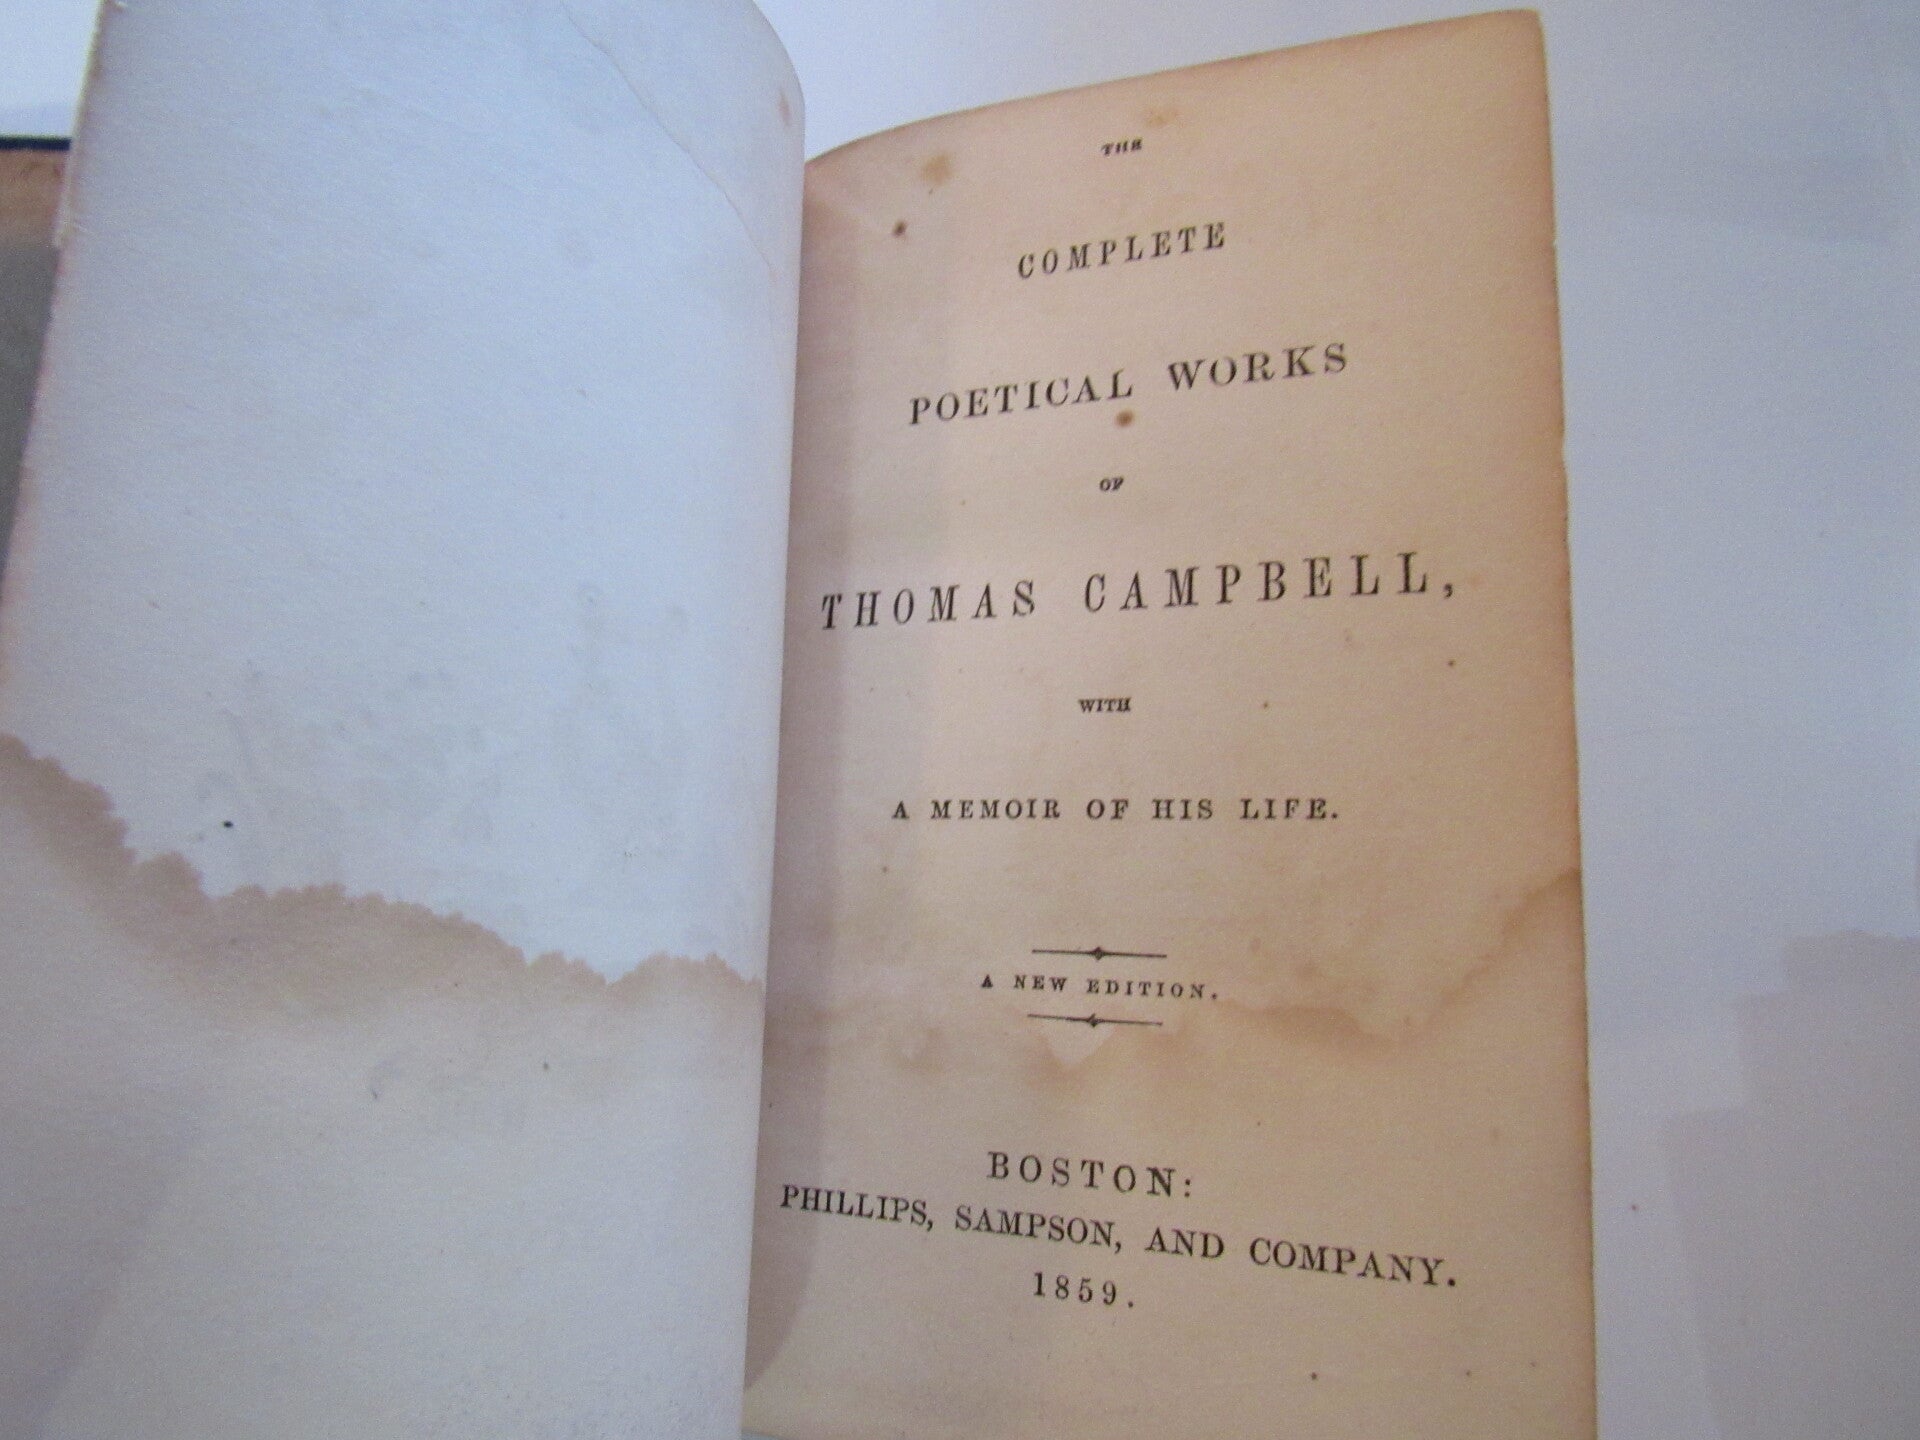 THE
COMPLETE
POETICAL WORKS
OF
THOMAS CAMPBELL,
WITH
A MEMOIR OF HIS LIFE.
A NEW EDITION.
BOSTON:
PHILLIPS, SAMPSON, AND COMPANY.
1859.